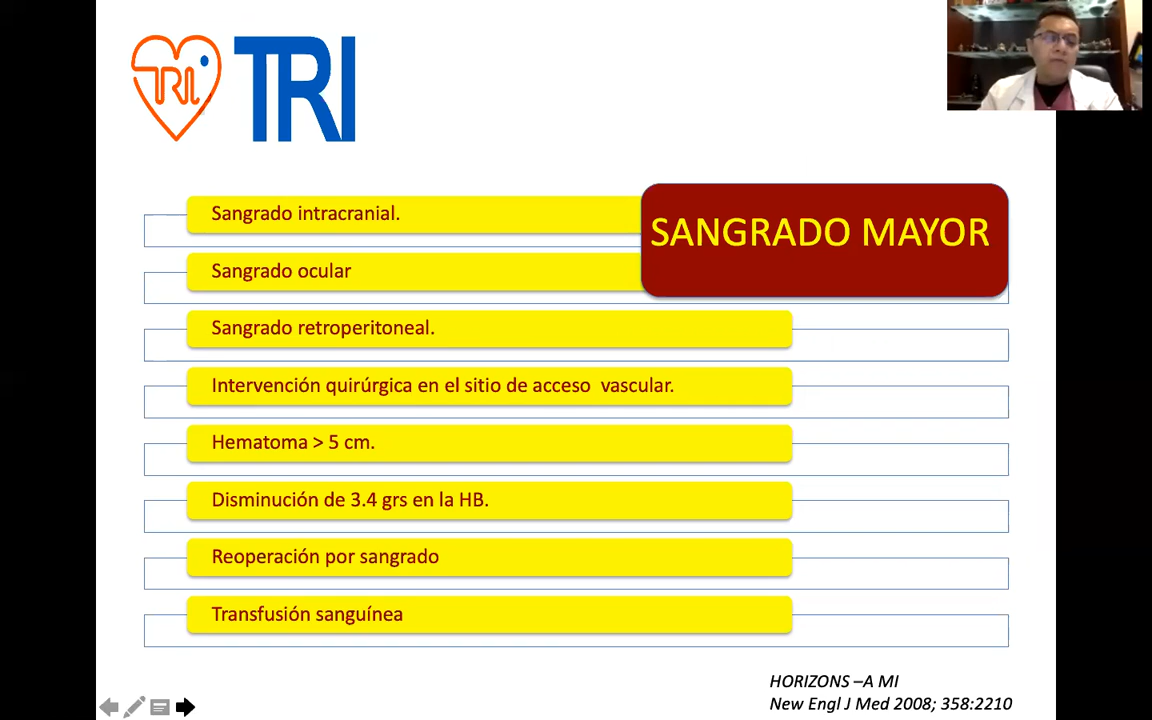 TRI TRI
SANGRADO MAYOR
Sangrado intracranial.
Sangrado ocular
Sangrado retroperitoneal.
Intervención quirúrgica en el sitio de acceso  vascular.
Hematoma > 5 cm.
Disminución de 3.4 grs en la HB.
Reoperación por sangrado
Transfusión sanguínea
HORIZONS –A MI
New Engl J Med 2008; 358:2210